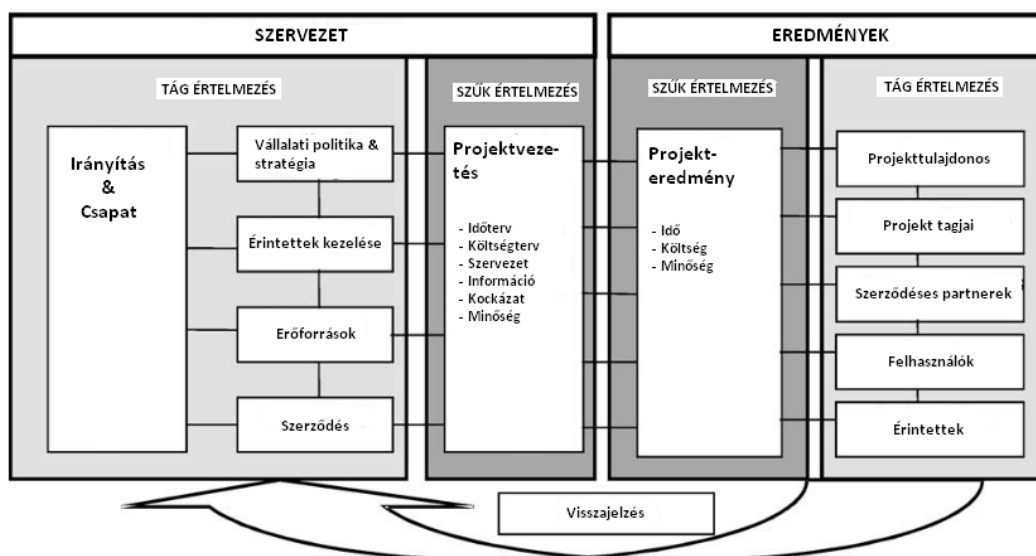 SZERVEZET
EREDMÉNYEK
TÁG ÉRTELMEZÉS
SZŰK ÉRTELMEZÉS
SZŰK ÉRTELMEZÉS
TÁG ÉRTELMEZÉS
Irányítás
&
Csapat
Vállalati politika &
stratégia
Érintettek kezelése
Erőforrások
Szerződés
Projektveze-
tés
- Időterv
- Költségterv
- Szervezet
- Információ
- Kockázat
- Minőség
Projekt-
eredmény
- Idő
- Költség
- Minőség
Projekttulajdonos
Projekt tagjai
Szerződéses partnerek
Felhasználók
Érintettek
Visszajelzés